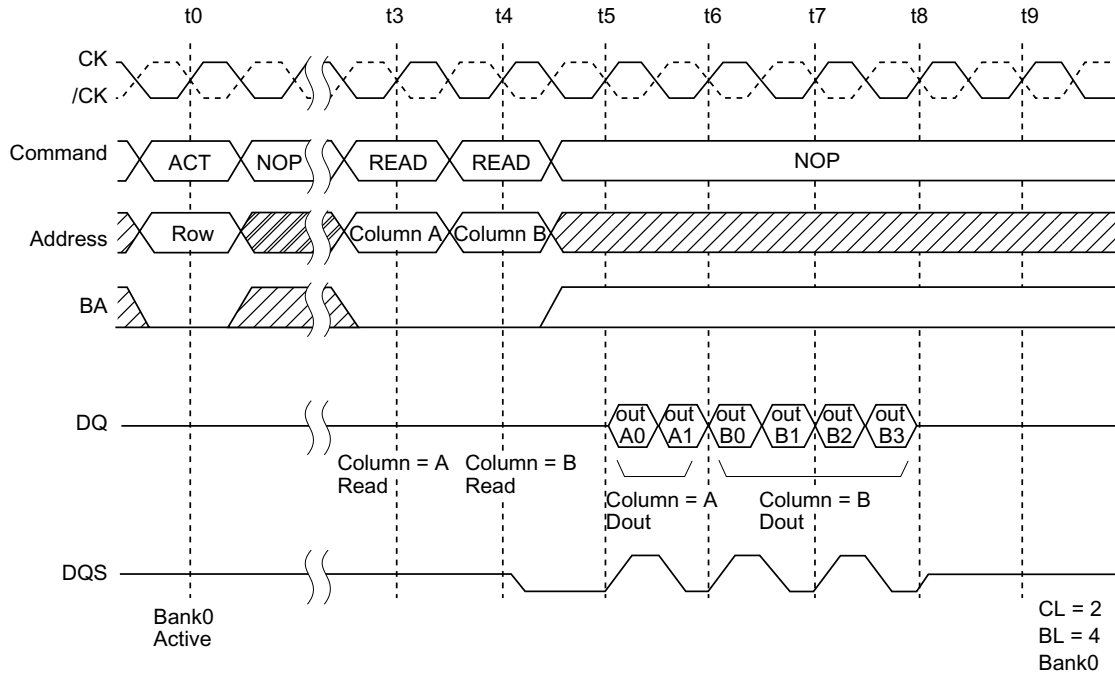 t0 t3 t4 t5 t6 t7 t8 t9
CK
/CK
Command ACT NOP READ READ NOP
Address Row Column A Column B
BA
DQ out A0 out A1 out B0 out B1 out B2 out B3
Column = A Read
Column = B Read
Column = A Dout
Column = B Dout
DQS
Bank0
Active
CL = 2
BL = 4
Bank0